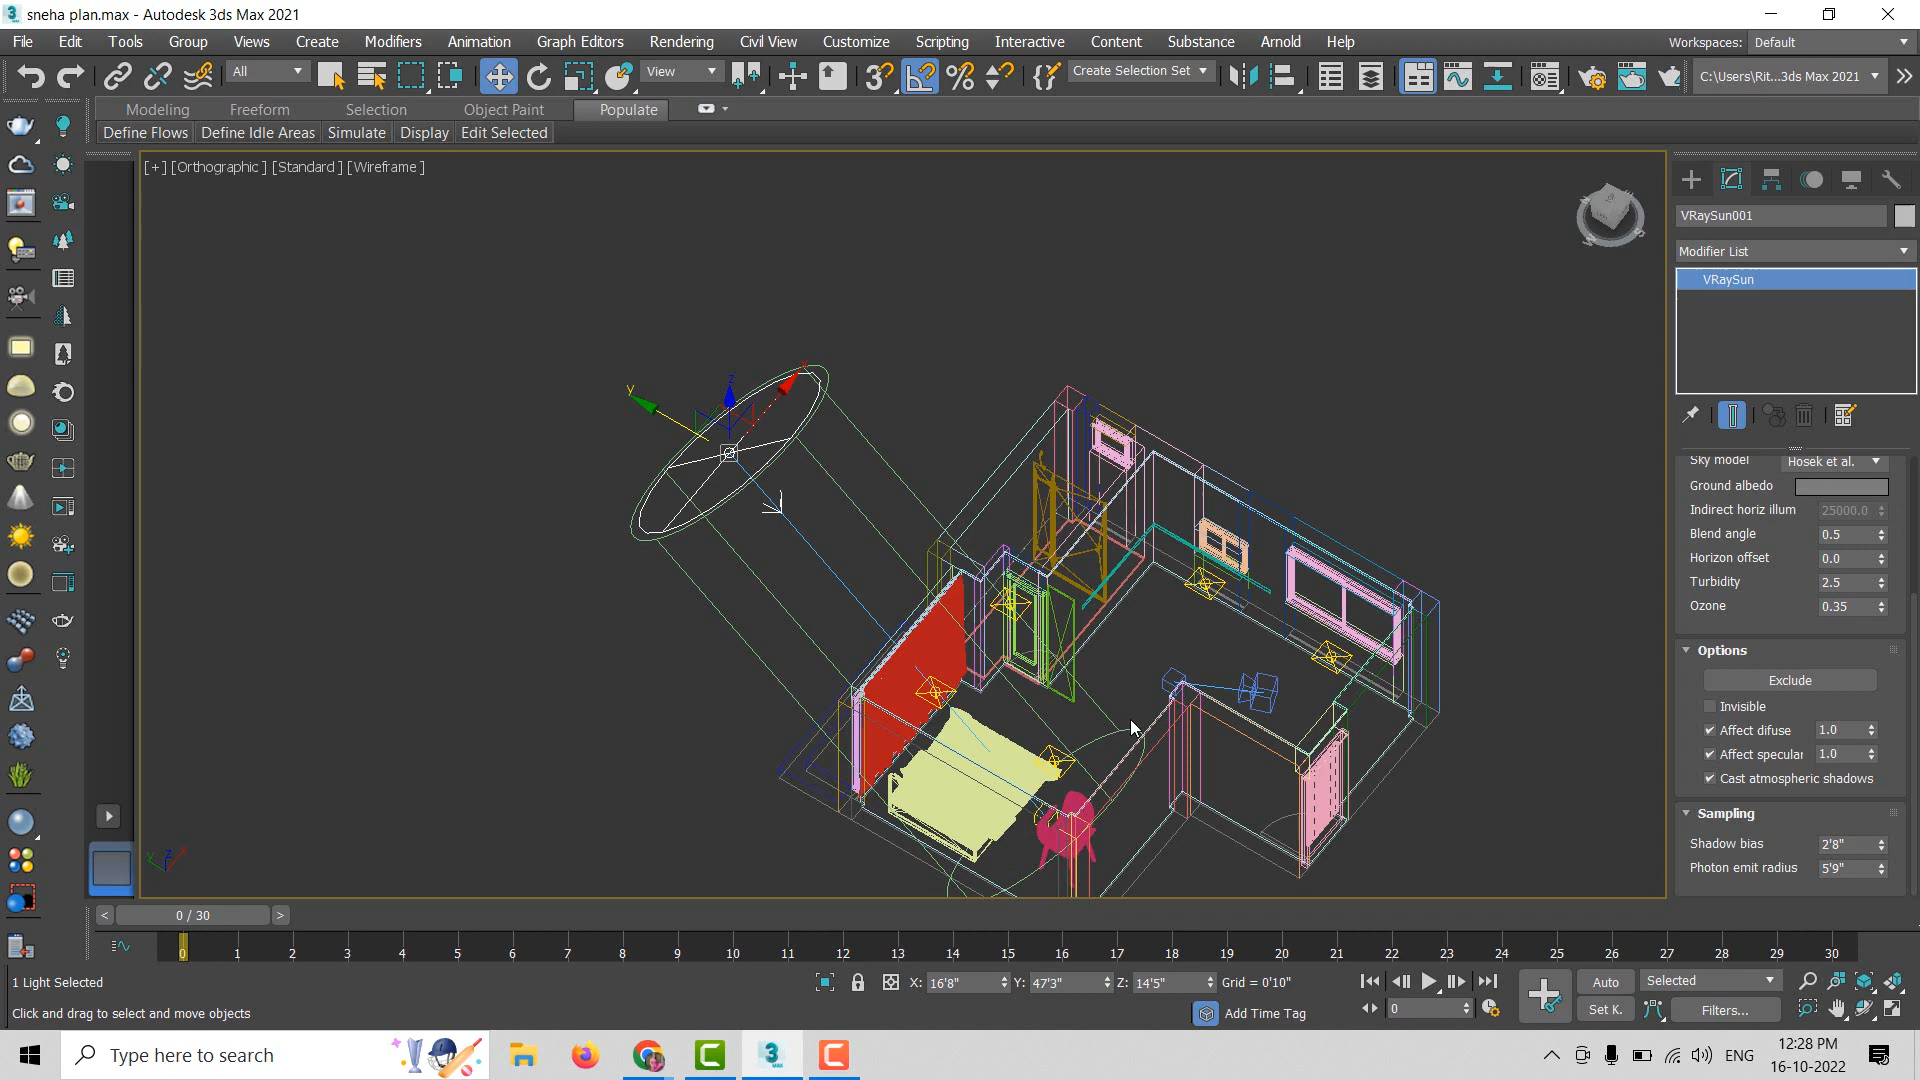 sneha plan.max - Autodesk 3ds Max 2021
File Edit Tools Group Views Create Modifiers Animation Graph Editors Rendering Civil View Customize Scripting Interactive Content Substance Arnold Help Workspaces: Default
All View Create Selection Set C:\Users\Rit...3ds Max 2021
Modeling Freeform Selection Object Paint Populate
Define Flows Define Idle Areas Simulate Display Edit Selected
[+] [Orthographic ] [Standard ] [Wireframe ]
VRaySun001
Modifier List
VRaySun
Sky model Hosek et al.
Ground albedo
Indirect horiz illum 25000.0
Blend angle 0.5
Horizon offset 0.0
Turbidity 2.5
Ozone 0.35
Options
Exclude
Invisible
Affect difuse 1.0
Affect specular 1.0
Cast atmospheric shadows
Sampling
Shadow bias 2'8"
Photon emit radius 5'9"
x
y
z
< 0 / 30 >
0 1 2 3 4 5 6 7 8 9 10 11 12 13 14 15 16 17 18 19 20 21 22 23 24 25 26 27 28 29 30
1 Light Selected X: 16'8" Y: 47'3" Z: 14'5" Grid = 0'10" Auto Selected
Click and drag to select and move objects Add Time Tag 0 Set K. Filters...
Type here to search
ENG
12:28 PM
16-10-2022